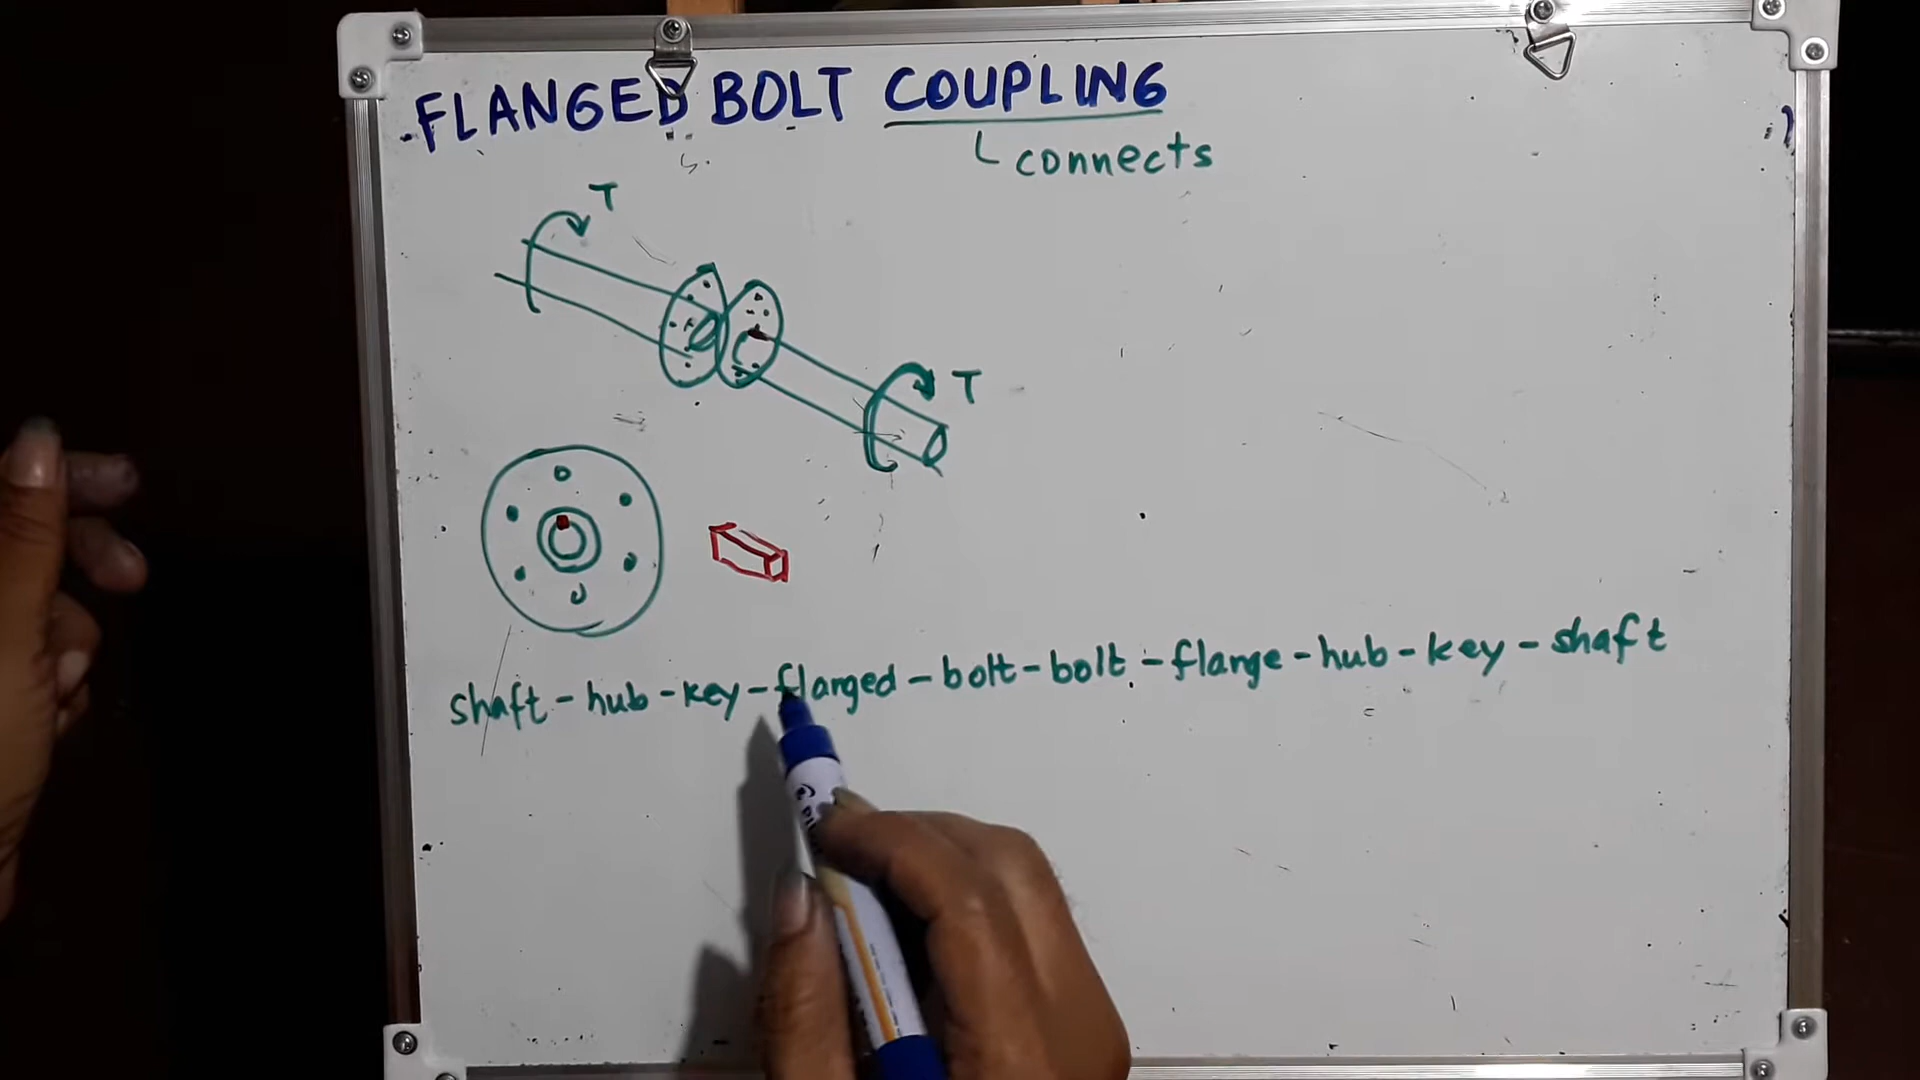 FLANGED BOLT COUPLING
connects
T
T
shaft - hub - key - flanged - bolt - bolt - flange - hub - key - shaft